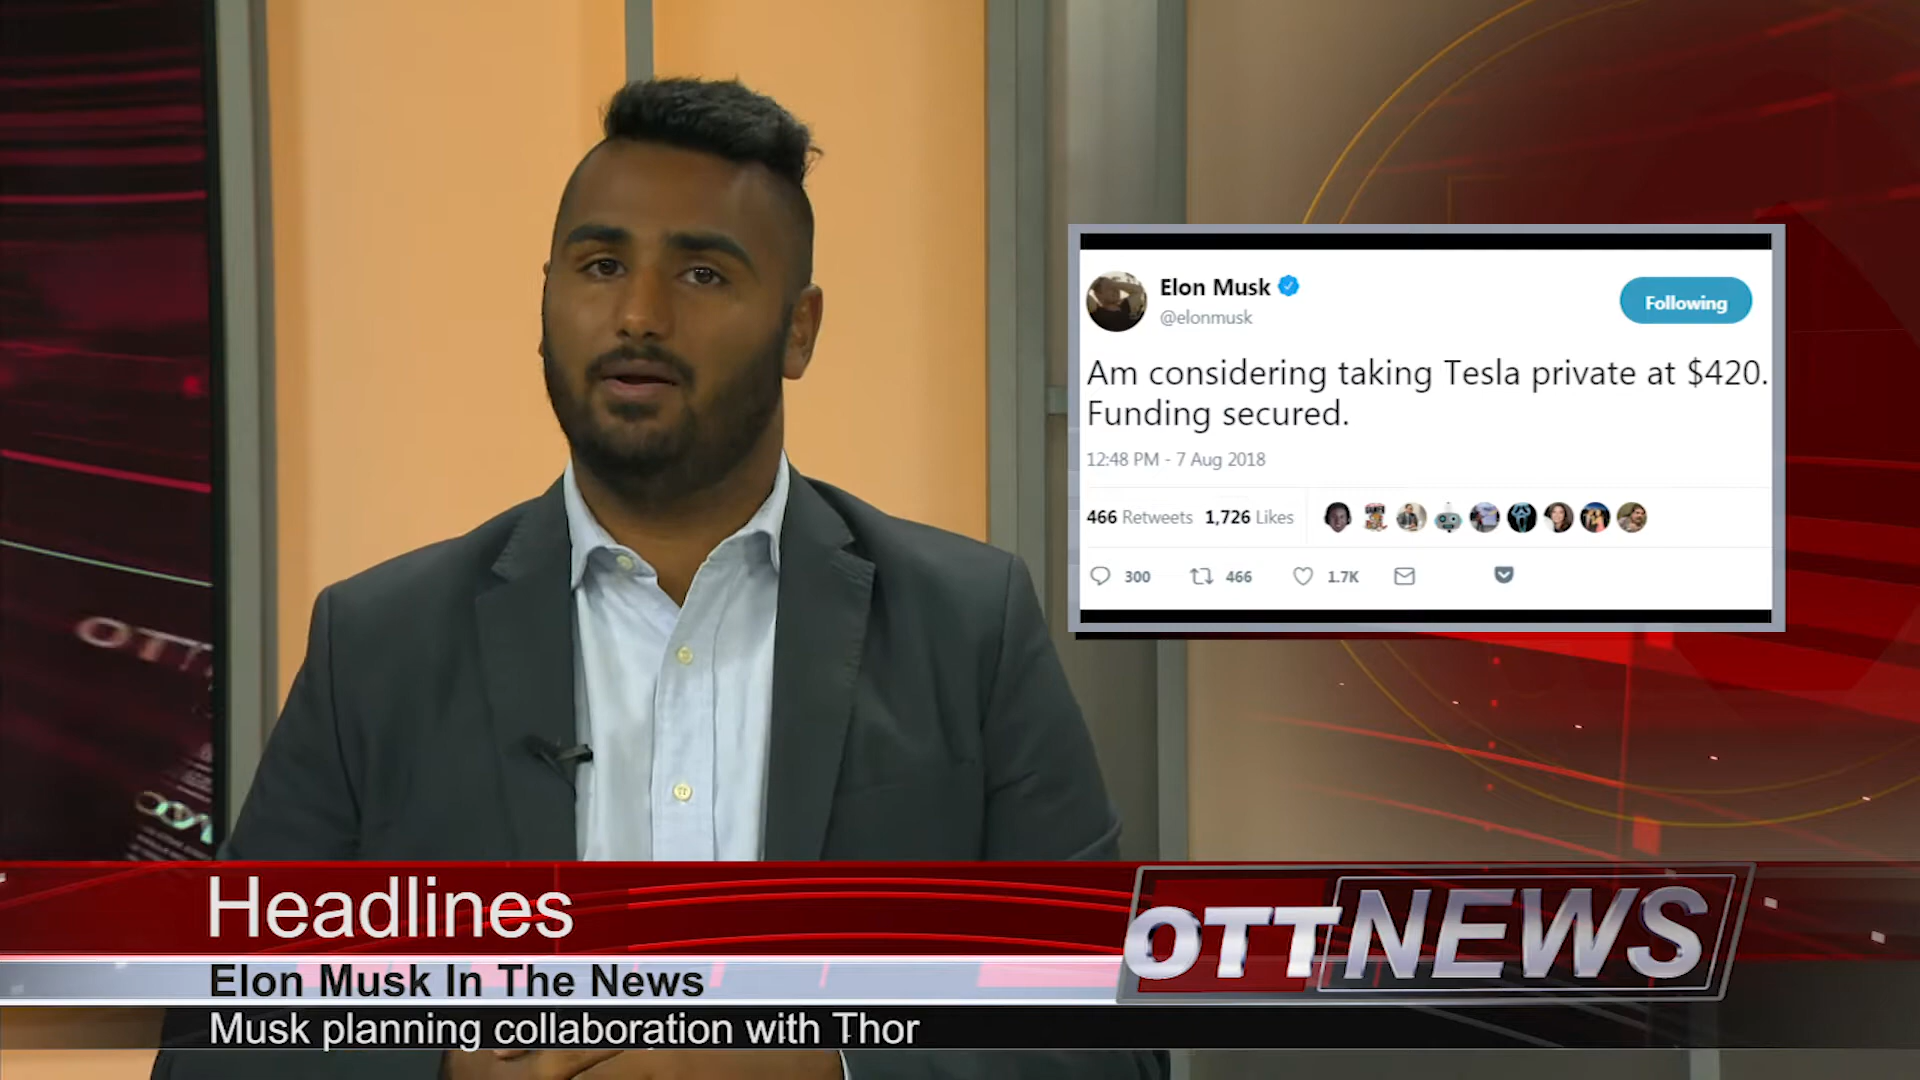 Elon Musk
@elonmusk
Following
Am considering taking Tesla private at $420.
Funding secured.
12:48 PM - 7 Aug 2018
466 Retweets 1,726 Likes
300 466 1.7K
OTT
Headlines
OTTNEWS
Elon Musk In The News
Musk planning collaboration with Thor